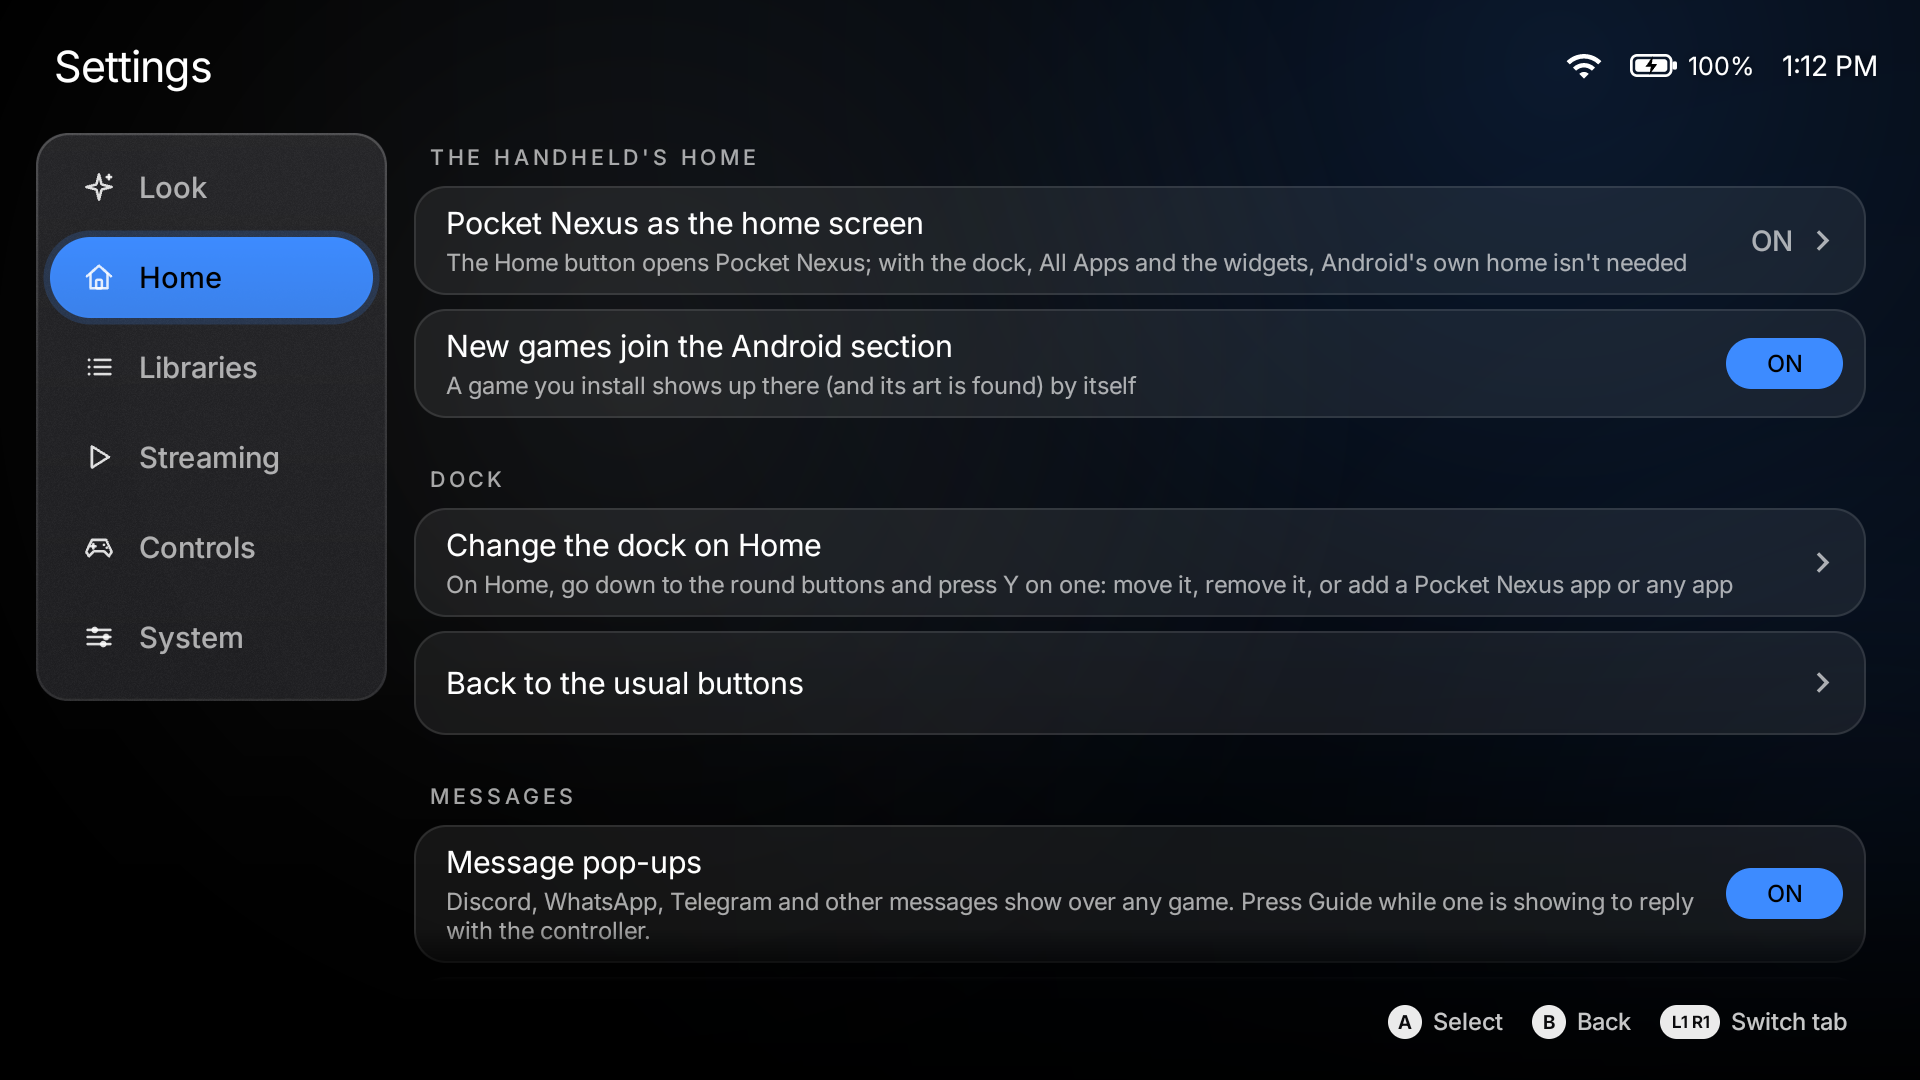 Settings
100%
1:12 PM
Look
Home
Libraries
Streaming
Controls
System
THE HANDHELD'S HOME
Pocket Nexus as the home screen
The Home button opens Pocket Nexus; with the dock, All Apps and the widgets, Android's own home isn't needed
ON
New games join the Android section
A game you install shows up there (and its art is found) by itself
ON
DOCK
Change the dock on Home
On Home, go down to the round buttons and press Y on one: move it, remove it, or add a Pocket Nexus app or any app
Back to the usual buttons
MESSAGES
Message pop-ups
Discord, WhatsApp, Telegram and other messages show over any game. Press Guide while one is showing to reply
with the controller.
ON
A Select
B Back
L1 R1 Switch tab